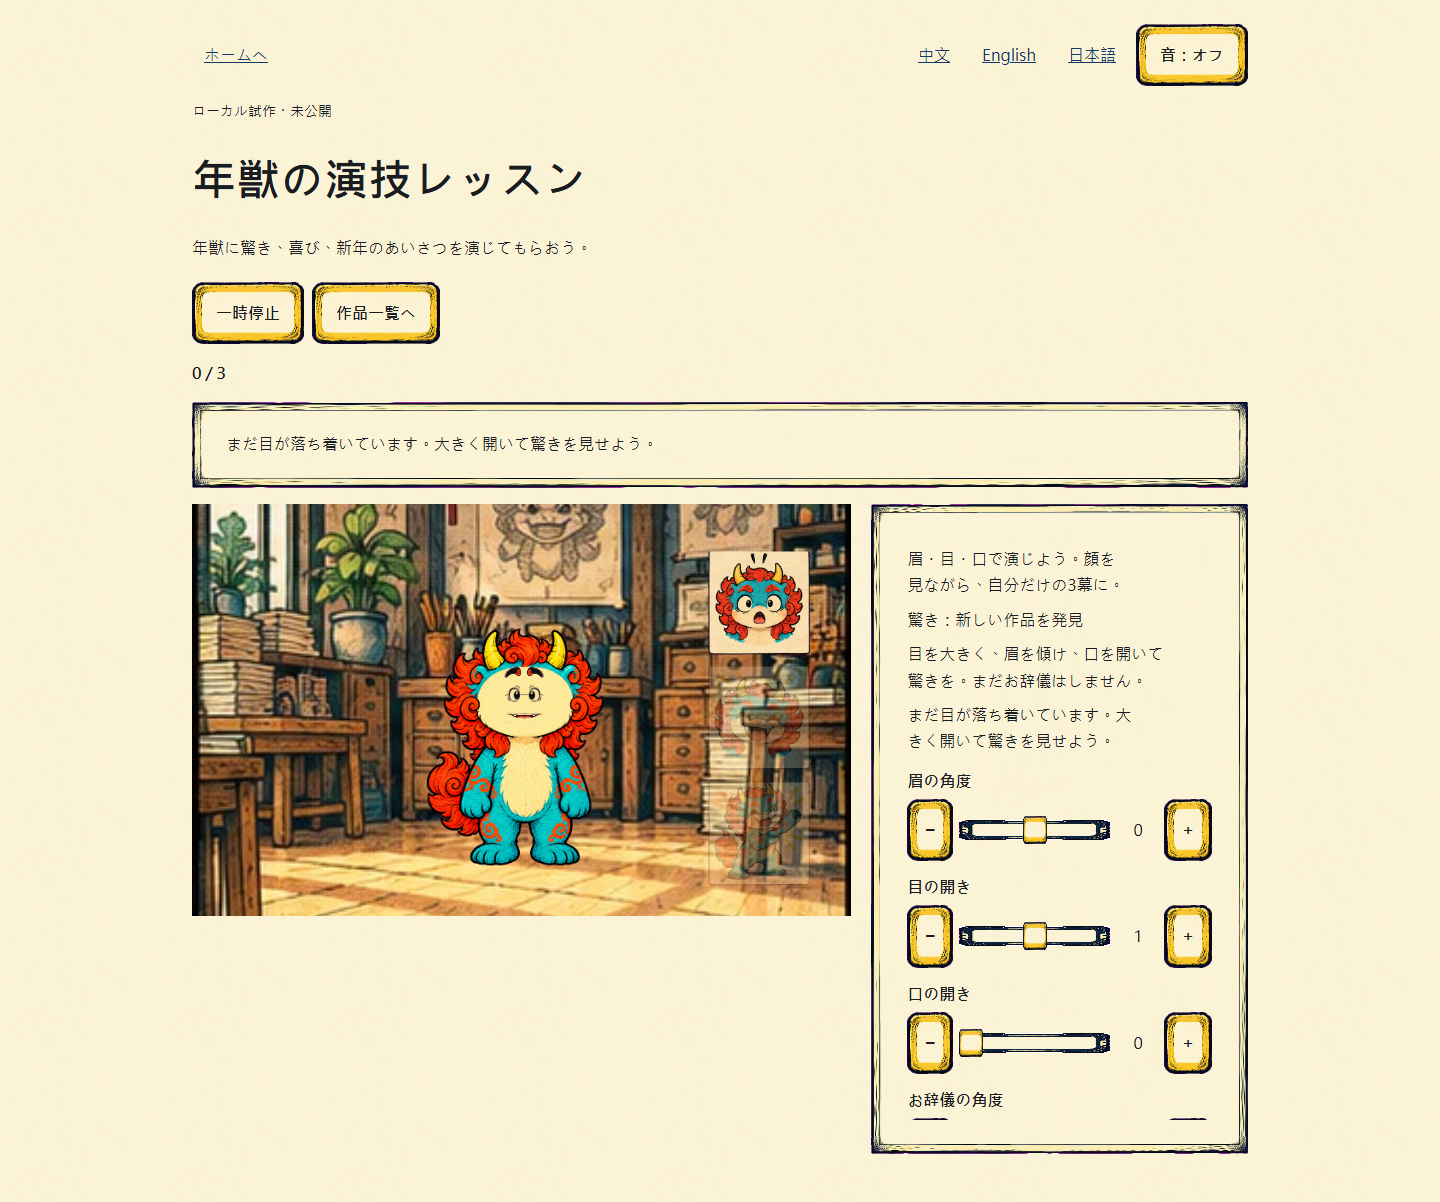 ホームへ
中文 English 日本語 音：オフ
ローカル試作・未公開
年獣の演技レッスン
年獣に驚き、喜び、新年のあいさつを演じてもらおう。
一時停止 作品一覧へ
0 / 3
まだ目が落ち着いています。大きく開いて驚きを見せよう。
眉・目・口で演じよう。顔を
見ながら、自分だけの3幕に。
驚き：新しい作品を発見
目を大きく、眉を傾け、口を開いて
驚きを。まだお辞儀はしません。
まだ目が落ち着いています。大
きく開いて驚きを見せよう。
眉の角度
− 0 +
目の開き
− 1 +
口の開き
− 0 +
お辞儀の角度